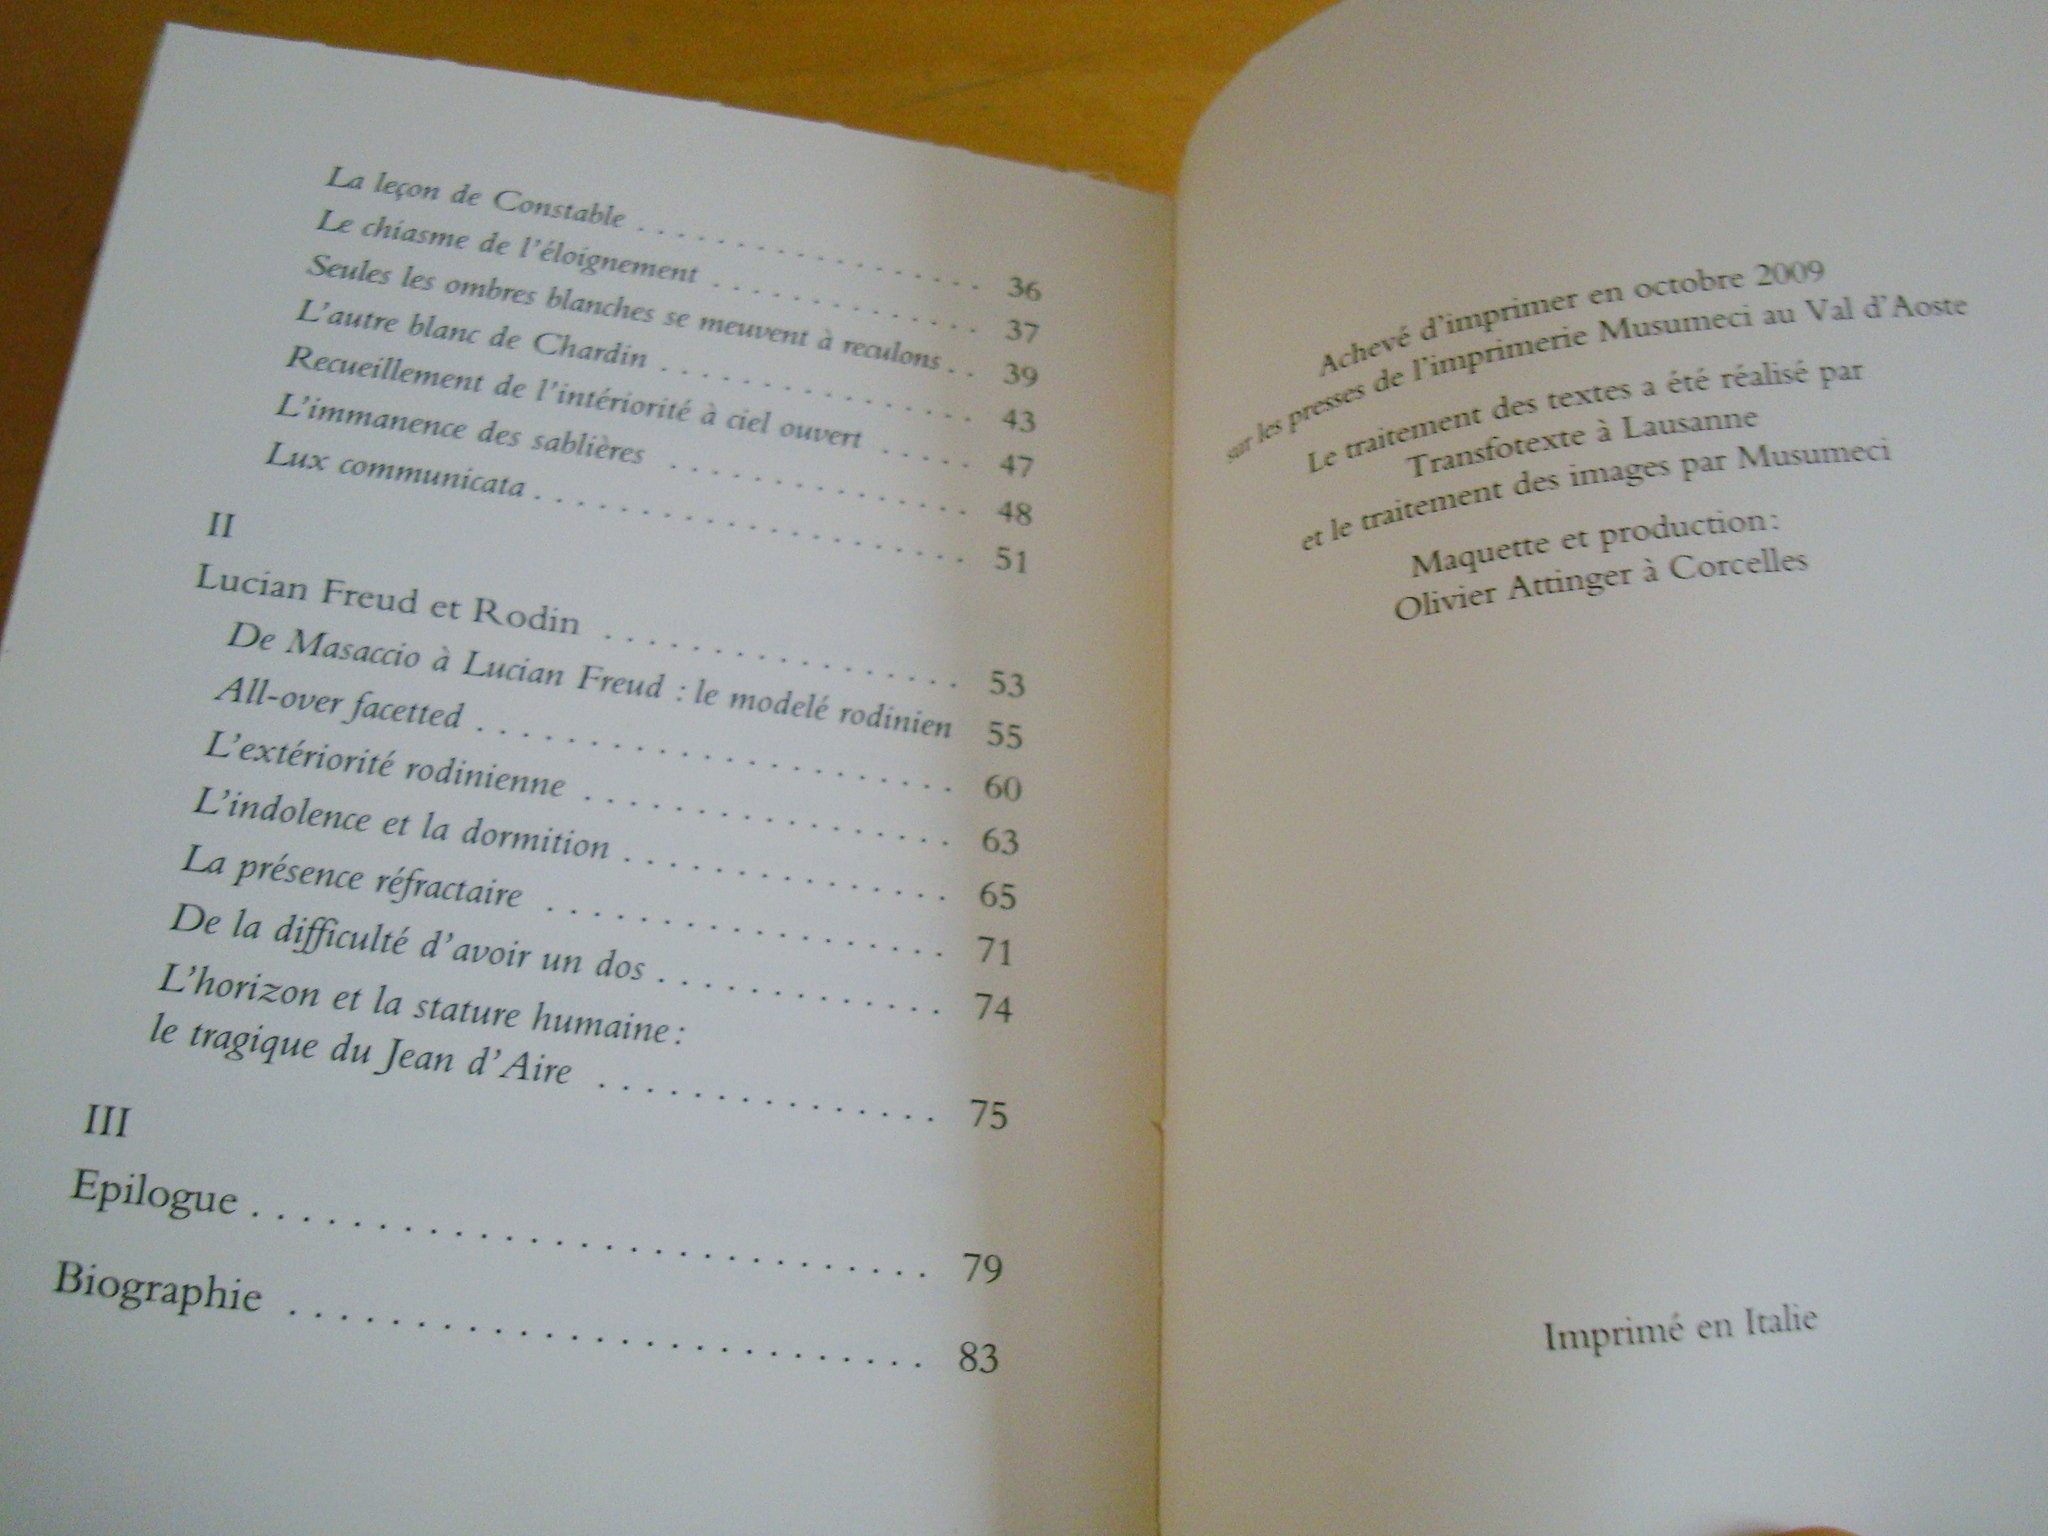 La leçon de Constable . . . . . . . . . . . . . . . . . . . . . 36
Le chiasme de l'éloignement . . . . . . . . . . . . . . . . 37
Seules les ombres blanches se meuvent à reculons . . 39
L'autre blanc de Chardin . . . . . . . . . . . . . . . . . . . 43
Recueillement de l'intériorité à ciel ouvert . . . . . . 47
L'immanence des sablières . . . . . . . . . . . . . . . . . 48
Lux communicata . . . . . . . . . . . . . . . . . . . . . . . . 51
II
Lucian Freud et Rodin . . . . . . . . . . . . . . . . . 53
De Masaccio à Lucian Freud : le modelé rodinien 55
All-over facetted . . . . . . . . . . . . . . . . . . . . . . 60
L'extériorité rodinienne . . . . . . . . . . . . . . . . . 63
L'indolence et la dormition . . . . . . . . . . . . . . . 65
La présence réfractaire . . . . . . . . . . . . . . . . . . 71
De la difficulté d'avoir un dos . . . . . . . . . . . . . 74
L'horizon et la stature humaine :
le tragique du Jean d'Aire . . . . . . . . . . . . . . . 75
III
Epilogue . . . . . . . . . . . . . . . . . . . . . . . . . . . 79
Biographie . . . . . . . . . . . . . . . . . . . . . . . . . 83
Achevé d'imprimer en octobre 2009
sur les presses de l'imprimerie Musumeci au Val d'Aoste
Le traitement des textes a été réalisé par
Transfotexte à Lausanne
et le traitement des images par Musumeci
Maquette et production :
Olivier Attinger à Corcelles
Imprimé en Italie